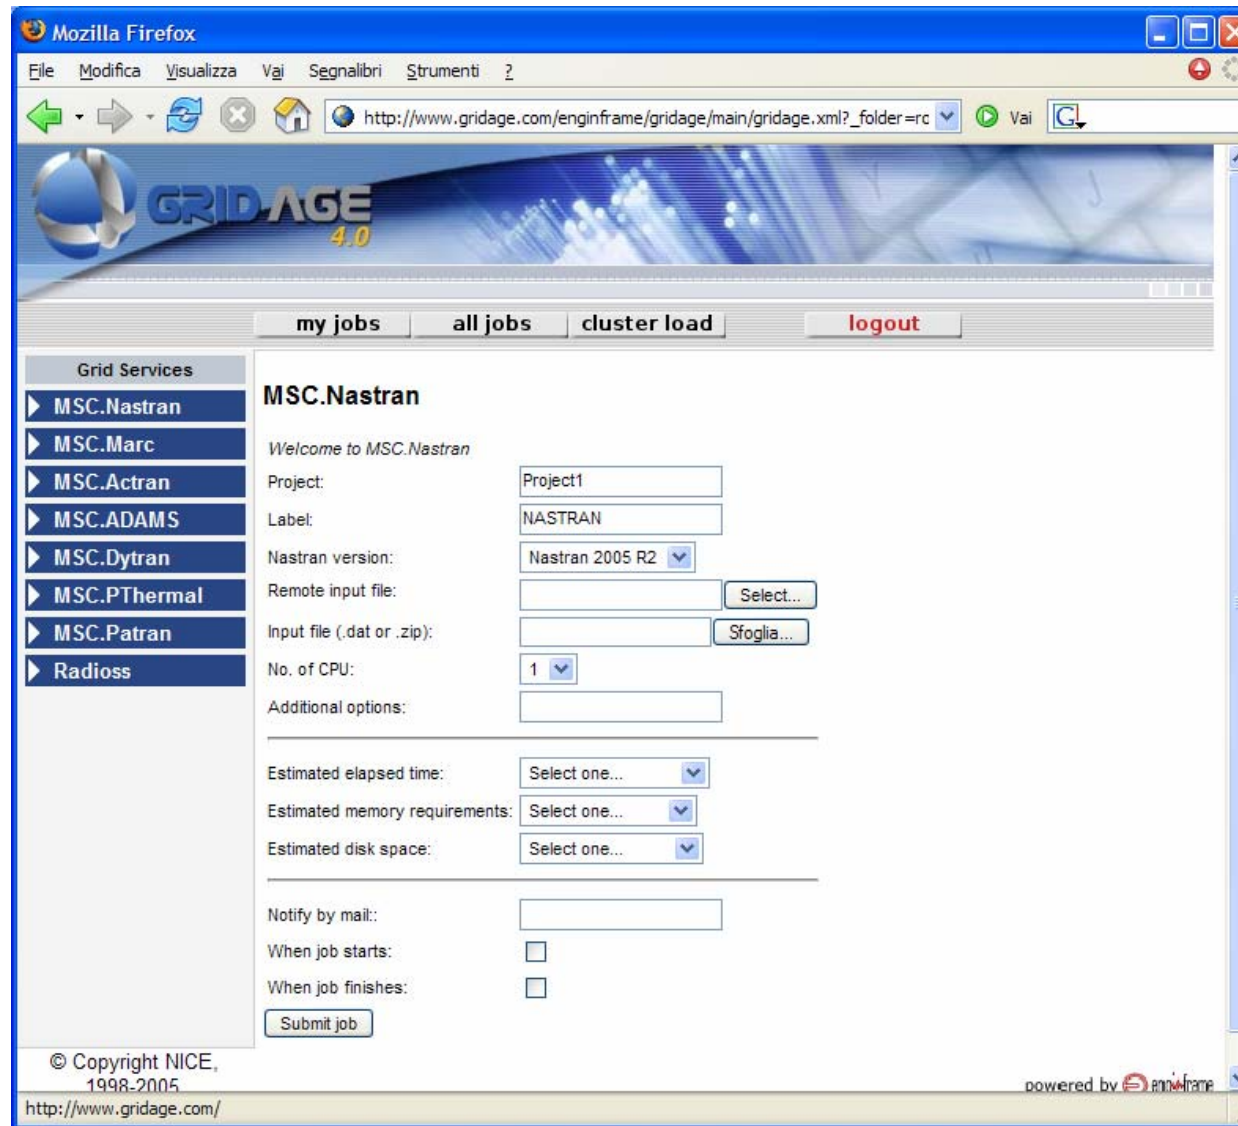 Mozilla Firefox
File Modifica Visualizza Vai Segnalibri Strumenti ?
http://www.gridage.com/enginframe/gridage/main/gridage.xml?_folder=rc Vai G
GRIDAGE
4.0
my jobs all jobs cluster load logout
Grid Services
MSC.Nastran
MSC.Marc
MSC.Actran
MSC.ADAMS
MSC.Dytran
MSC.PThermal
MSC.Patran
Radioss
MSC.Nastran
Welcome to MSC.Nastran
Project: Project1
Label: NASTRAN
Nastran version: Nastran 2005 R2
Remote input file: Select...
Input file (.dat or .zip): Sfoglia...
No. of CPU: 1
Additional options:
Estimated elapsed time: Select one...
Estimated memory requirements: Select one...
Estimated disk space: Select one...
Notify by mail::
When job starts:
When job finishes:
Submit job
© Copyright NICE,
1998-2005
powered by enginframe
http://www.gridage.com/